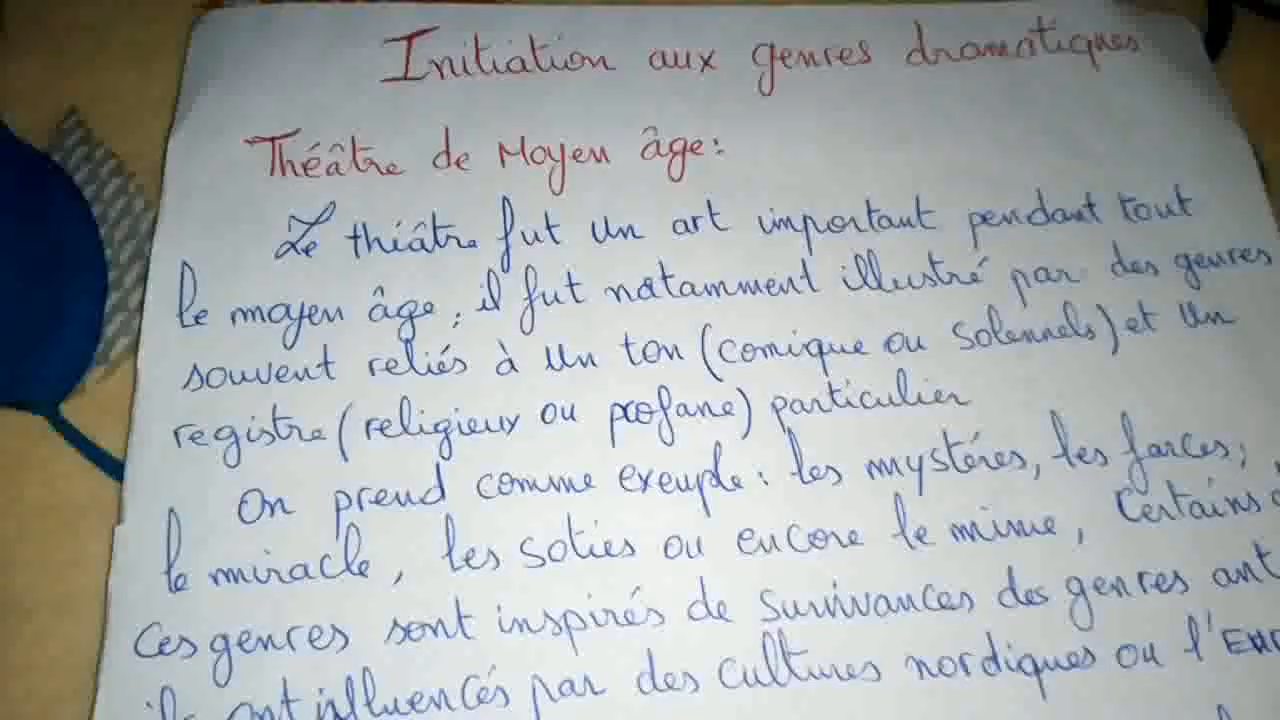 Initiation aux genres dramatiques
Théâtre de Moyen âge:
Le théâtre fut un art important pendant tout
le moyen âge, il fut notamment illustré par des genres
souvent reliés à un ton (comique ou solennels) et un
registre (religieux ou profane) particulier
On prend comme exemple: les mystéres, les farces,
le miracle, les soties ou encore le mime, Certains
Ces genres sont inspirés de survivances des genres ant
influencés par des cultures nordiques ou l'Eur